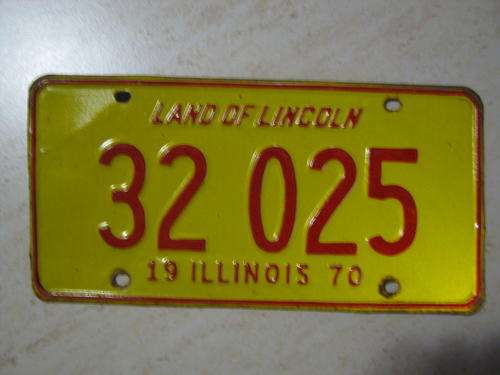 LAND OF LINCOLN
32 025
19 ILLINOIS 70